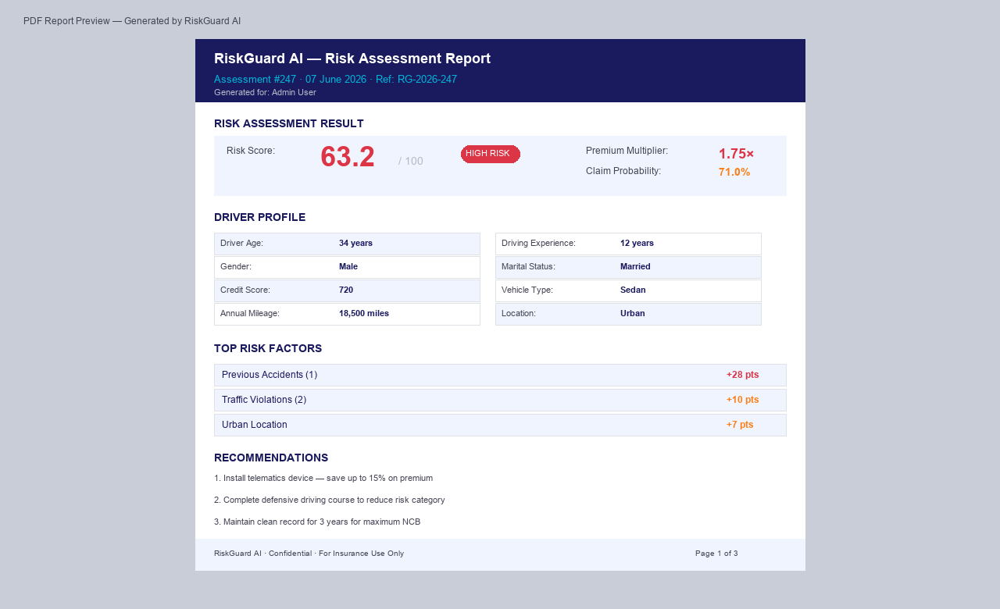 PDF Report Preview — Generated by RiskGuard AI
RiskGuard AI — Risk Assessment Report
Assessment #247 · 07 June 2026 · Ref: RG-2026-247
Generated for: Admin User
RISK ASSESSMENT RESULT
Risk Score: 63.2 / 100 HIGH RISK Premium Multiplier: 1.75×
Claim Probability: 71.0%
DRIVER PROFILE
Driver Age: 34 years Driving Experience: 12 years
Gender: Male Marital Status: Married
Credit Score: 720 Vehicle Type: Sedan
Annual Mileage: 18,500 miles Location: Urban
TOP RISK FACTORS
Previous Accidents (1) +28 pts
Traffic Violations (2) +10 pts
Urban Location +7 pts
RECOMMENDATIONS
1. Install telematics device — save up to 15% on premium
2. Complete defensive driving course to reduce risk category
3. Maintain clean record for 3 years for maximum NCB
RiskGuard AI · Confidential · For Insurance Use Only Page 1 of 3